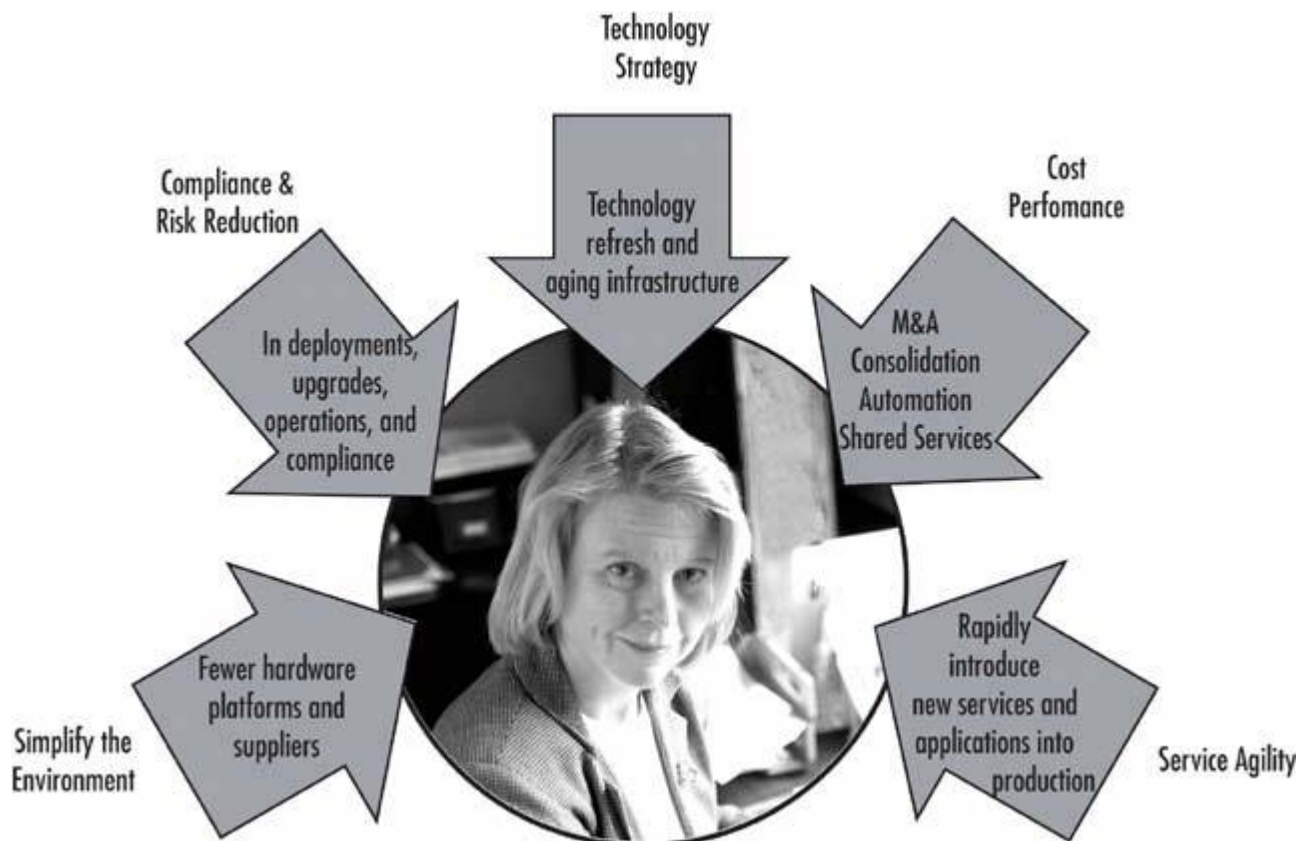 Technology
Strategy
Technology
refresh and
aging infrastructure
Compliance &
Risk Reduction
In deployments,
upgrades,
operations, and
compliance
Cost
Perfomance
M&A
Consolidation
Automation
Shared Services
Simplify the
Environment
Fewer hardware
platforms and
suppliers
Rapidly
introduce
new services and
applications into
production
Service Agility